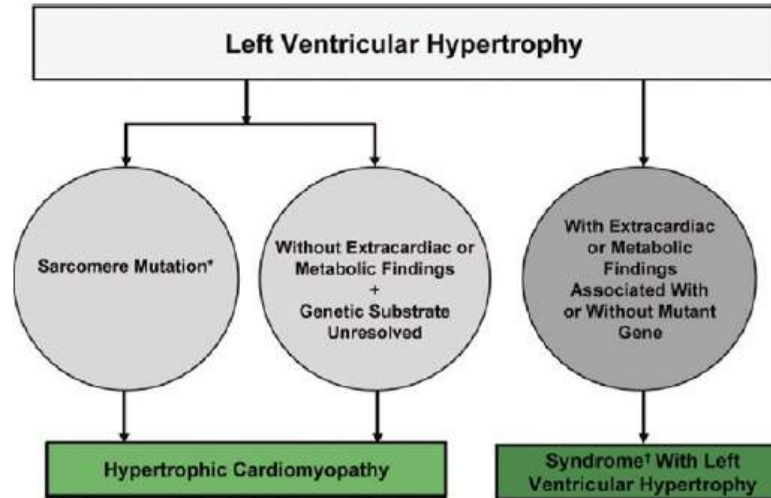 Left Ventricular Hypertrophy
Sarcomere Mutation*
Without Extracardiac or
Metabolic Findings
+
Genetic Substrate
Unresolved
With Extracardiac
or Metabolic
Findings
Associated With
or Without Mutant
Gene
Hypertrophic Cardiomyopathy
Syndrome† With Left
Ventricular Hypertrophy